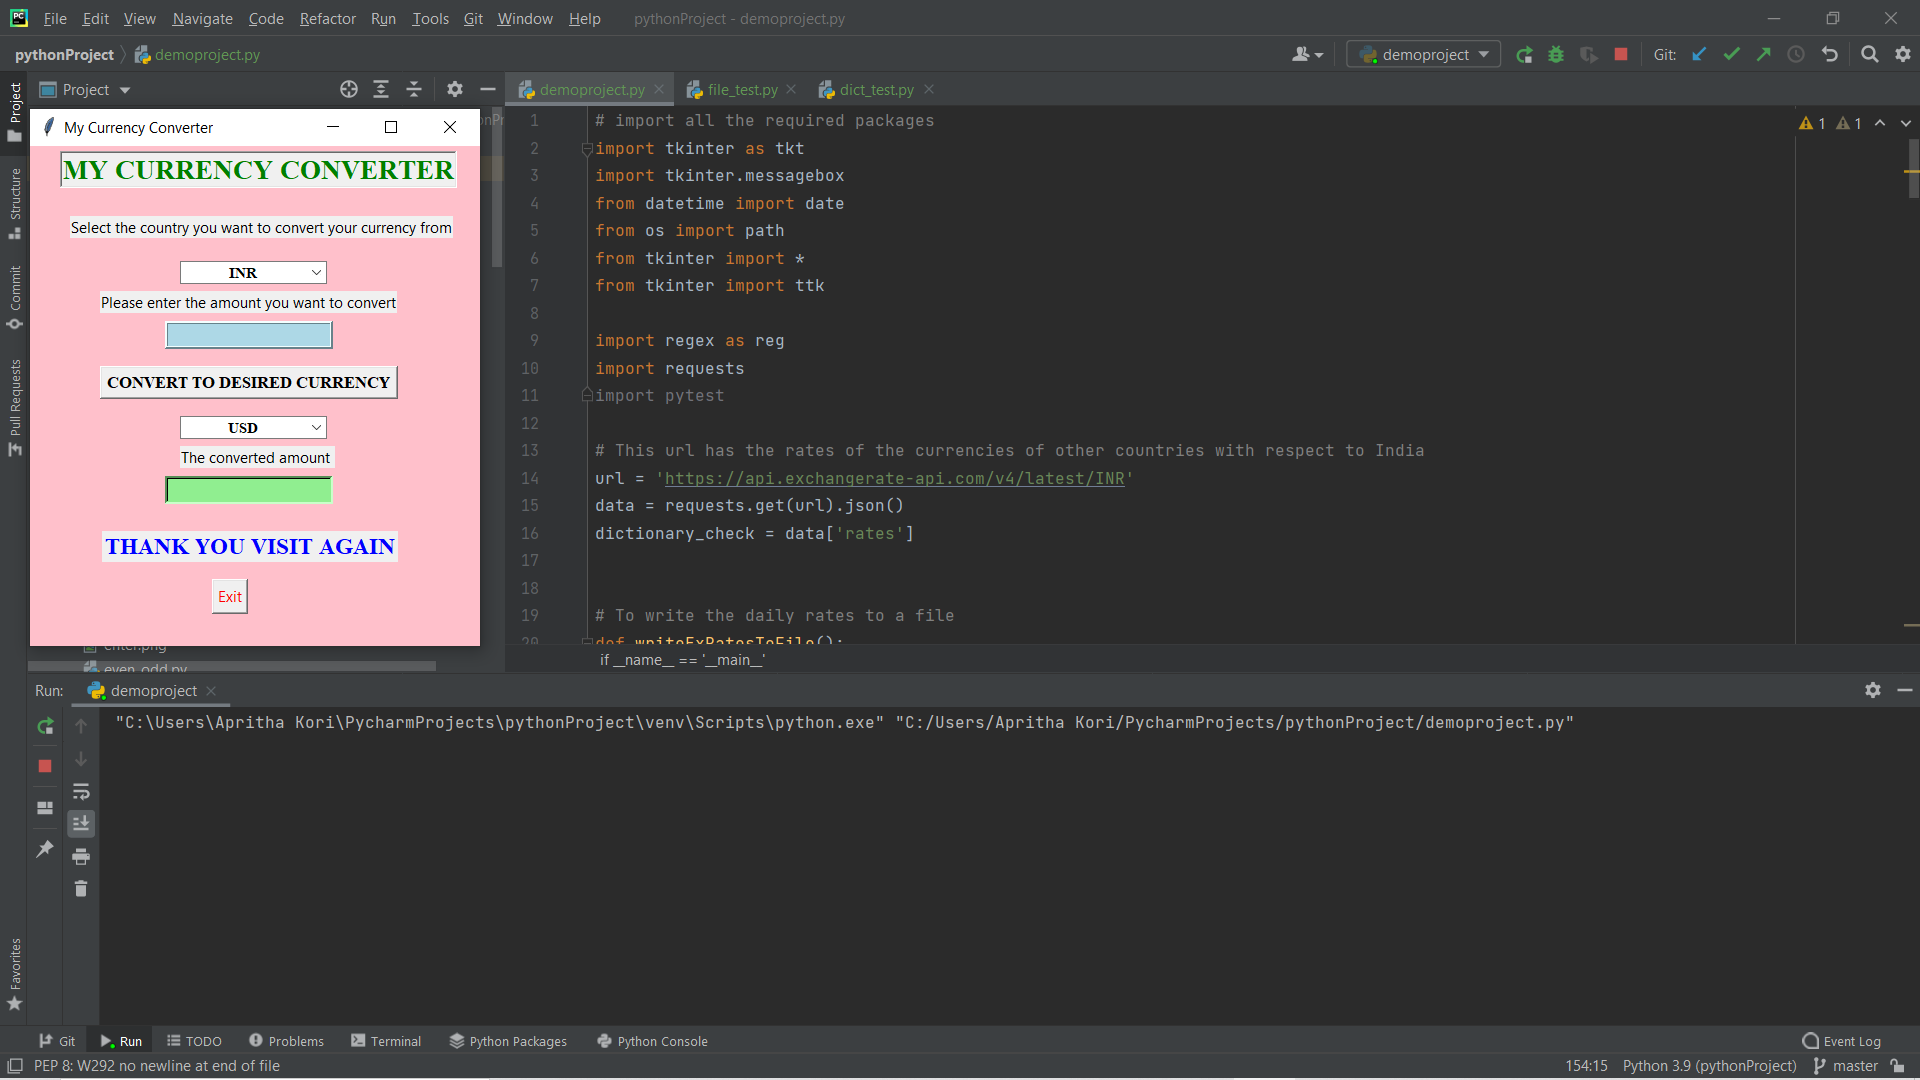 File Edit View Navigate Code Refactor Run Tools Git Window Help pythonProject - demoproject.py
pythonProject demoproject.py demoproject Git:
Project demoproject.py file_test.py dict_test.py
My Currency Converter
MY CURRENCY CONVERTER
Select the country you want to convert your currency from
INR
Please enter the amount you want to convert
CONVERT TO DESIRED CURRENCY
USD
The converted amount
THANK YOU VISIT AGAIN
Exit
even_odd.py
Project
Structure
Commit
Pull Requests
Favorites
1 # import all the required packages
2 import tkinter as tkt
3 import tkinter.messagebox
4 from datetime import date
5 from os import path
6 from tkinter import *
7 from tkinter import ttk
8
9 import regex as reg
10 import requests
11 import pytest
12
13 # This url has the rates of the currencies of other countries with respect to India
14 url = 'https://api.exchangerate-api.com/v4/latest/INR'
15 data = requests.get(url).json()
16 dictionary_check = data['rates']
17
18
19 # To write the daily rates to a file
20 def writeExRatesToFile():
1 1
if __name__ == '__main__'
Run: demoproject
"C:\Users\Apritha Kori\PycharmProjects\pythonProject\venv\Scripts\python.exe" "C:/Users/Apritha Kori/PycharmProjects/pythonProject/demoproject.py"
Git Run TODO Problems Terminal Python Packages Python Console Event Log
PEP 8: W292 no newline at end of file 154:15 Python 3.9 (pythonProject) master